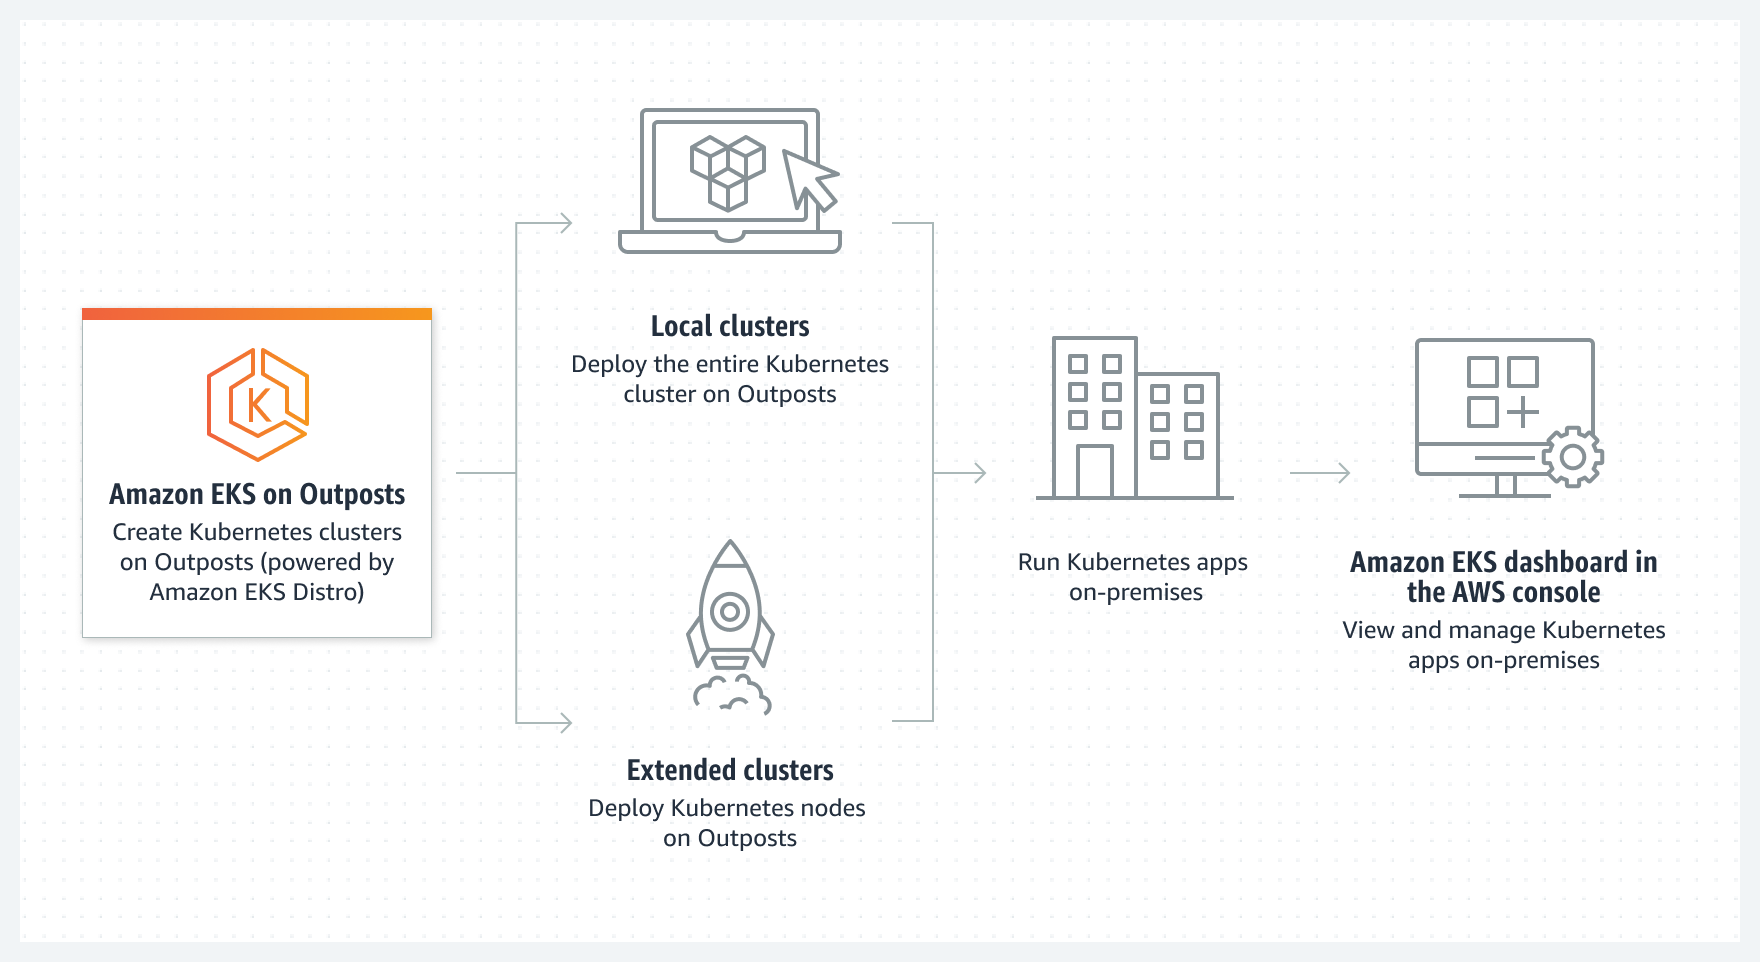 K
Amazon EKS on Outposts
Create Kubernetes clusters
on Outposts (powered by
Amazon EKS Distro)
Local clusters
Deploy the entire Kubernetes
cluster on Outposts
Extended clusters
Deploy Kubernetes nodes
on Outposts
Run Kubernetes apps
on-premises
Amazon EKS dashboard in
the AWS console
View and manage Kubernetes
apps on-premises